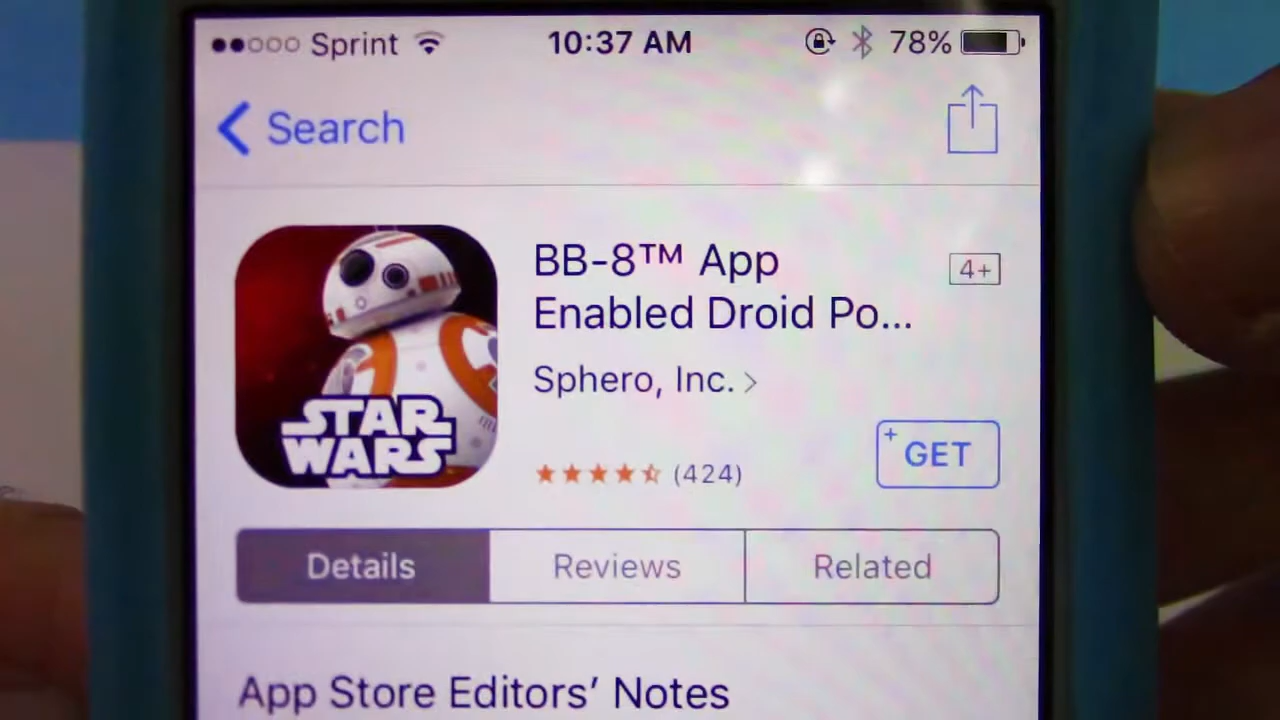 Sprint 10:37 AM 78%
Search
BB-8™ App 4+
Enabled Droid Po...
Sphero, Inc. >
(424) + GET
STAR
WARS
Details Reviews Related
App Store Editors’ Notes